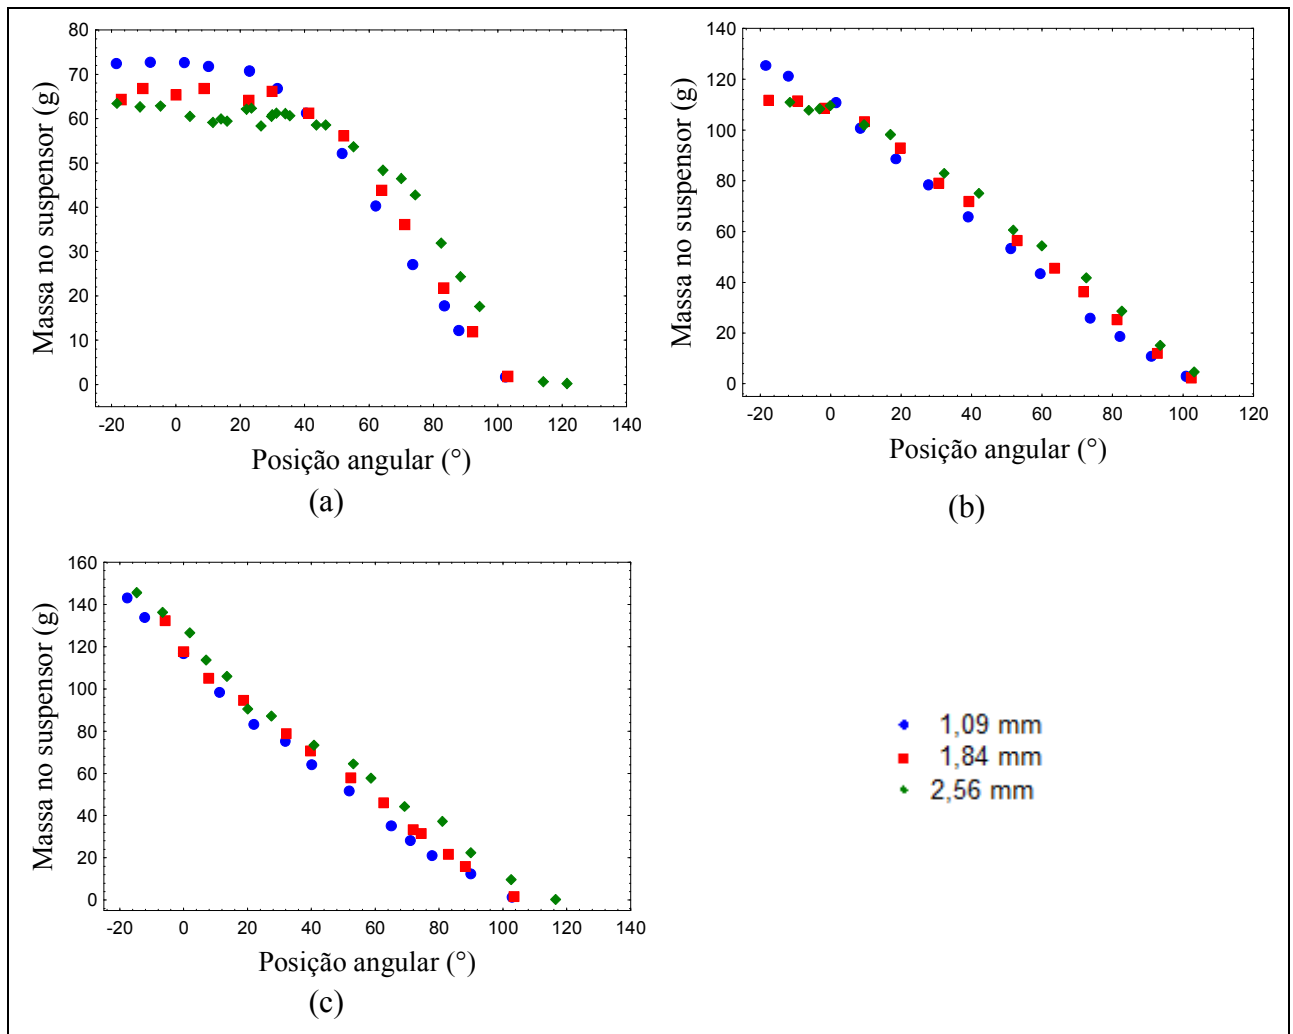 80
70
60
50
40
30
20
10
0
Massa no suspensor (g)
-20 0 20 40 60 80 100 120 140
Posição angular (°)
(a)
140
120
100
80
60
40
20
0
Massa no suspensor (g)
-20 0 20 40 60 80 100 120
Posição angular (°)
(b)
160
140
120
100
80
60
40
20
0
Massa no suspensor (g)
-20 0 20 40 60 80 100 120 140
Posição angular (°)
(c)
1,09 mm
1,84 mm
2,56 mm